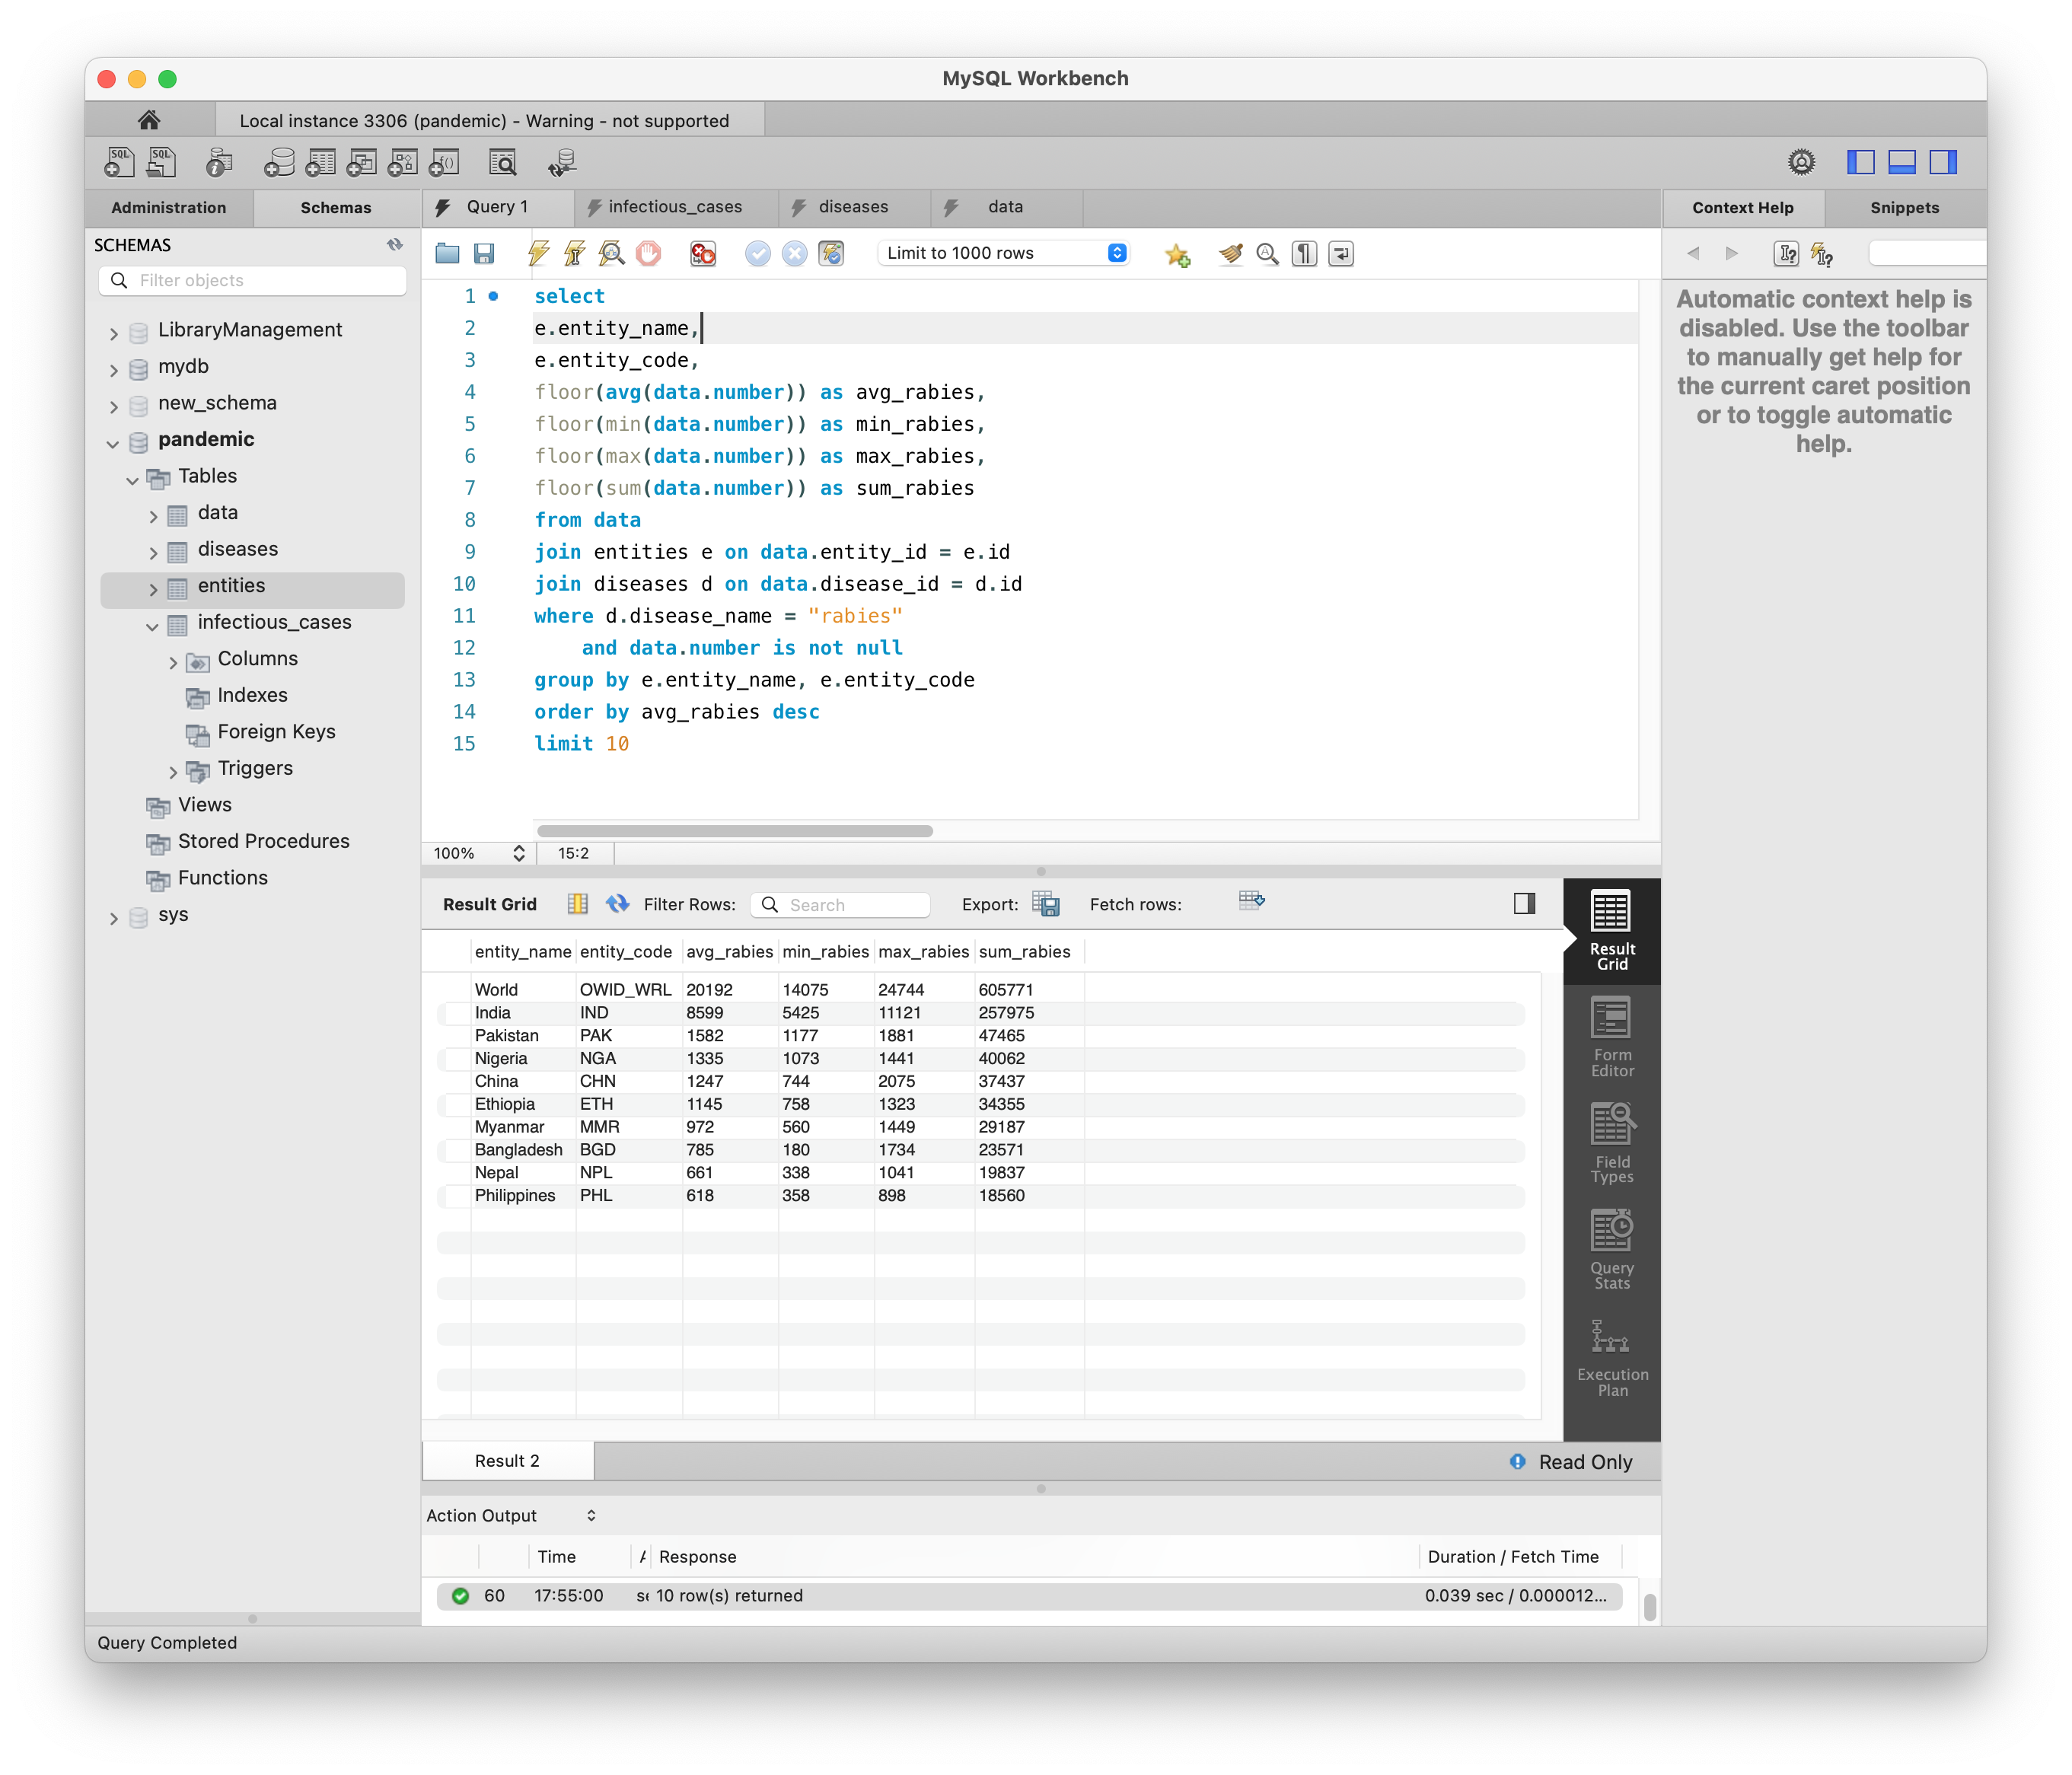 MySQL Workbench
Local instance 3306 (pandemic) - Warning - not supported
Administration
Schemas
SCHEMAS
Filter objects
LibraryManagement
mydb
new_schema
pandemic
Tables
data
diseases
entities
infectious_cases
Columns
Indexes
Foreign Keys
Triggers
Views
Stored Procedures
Functions
sys
Query 1
infectious_cases
diseases
data
Limit to 1000 rows
1 select
2 e.entity_name,
3 e.entity_code,
4 floor(avg(data.number)) as avg_rabies,
5 floor(min(data.number)) as min_rabies,
6 floor(max(data.number)) as max_rabies,
7 floor(sum(data.number)) as sum_rabies
8 from data
9 join entities e on data.entity_id = e.id
10 join diseases d on data.disease_id = d.id
11 where d.disease_name = "rabies"
12 and data.number is not null
13 group by e.entity_name, e.entity_code
14 order by avg_rabies desc
15 limit 10
100%
15:2
Context Help
Snippets
Automatic context help is
disabled. Use the toolbar
to manually get help for
the current caret position
or to toggle automatic
help.
Result Grid
Filter Rows:
Search
Export:
Fetch rows:
entity_name entity_code avg_rabies min_rabies max_rabies sum_rabies
World OWID_WRL 20192 14075 24744 605771
India IND 8599 5425 11121 257975
Pakistan PAK 1582 1177 1881 47465
Nigeria NGA 1335 1073 1441 40062
China CHN 1247 744 2075 37437
Ethiopia ETH 1145 758 1323 34355
Myanmar MMR 972 560 1449 29187
Bangladesh BGD 785 180 1734 23571
Nepal NPL 661 338 1041 19837
Philippines PHL 618 358 898 18560
Result
Grid
Form
Editor
Field
Types
Query
Stats
Execution
Plan
Result 2
Read Only
Action Output
Time
Response
Duration / Fetch Time
60 17:55:00 10 row(s) returned 0.039 sec / 0.000012...
Query Completed